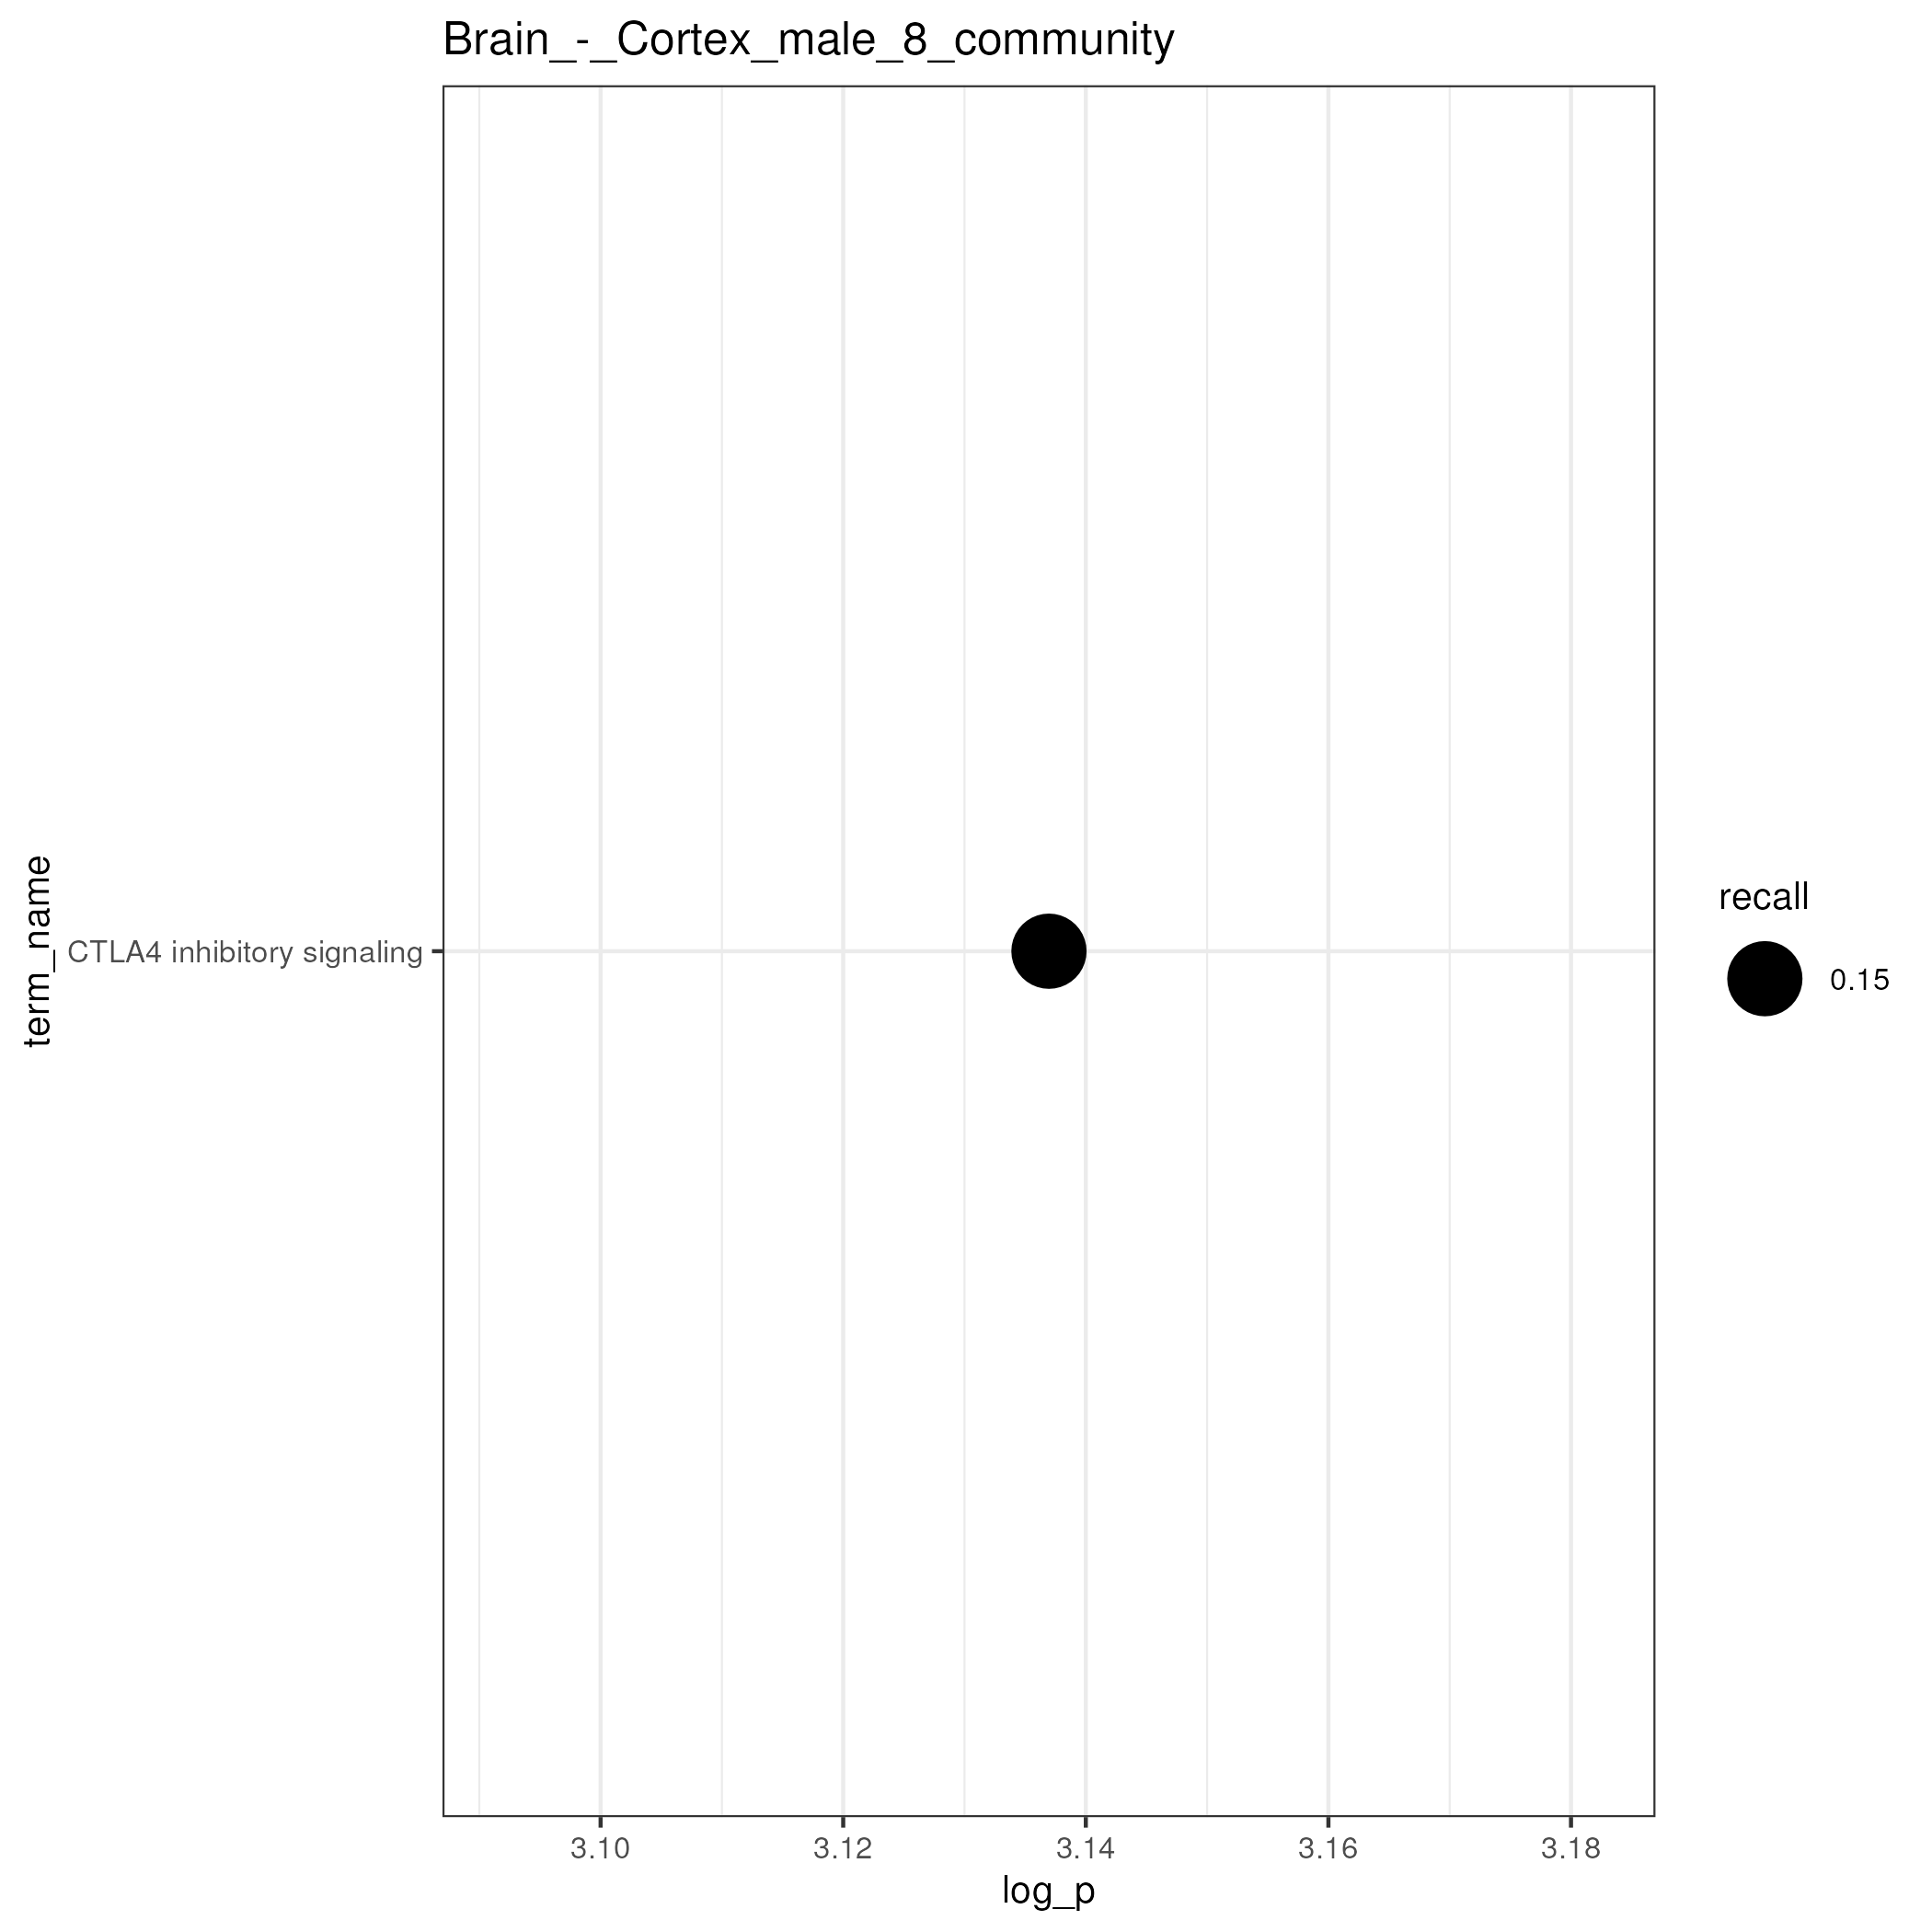 Brain_-_Cortex_male_8_community
term_name
CTLA4 inhibitory signaling
recall
0.15
3.10 3.12 3.14 3.16 3.18
log_p